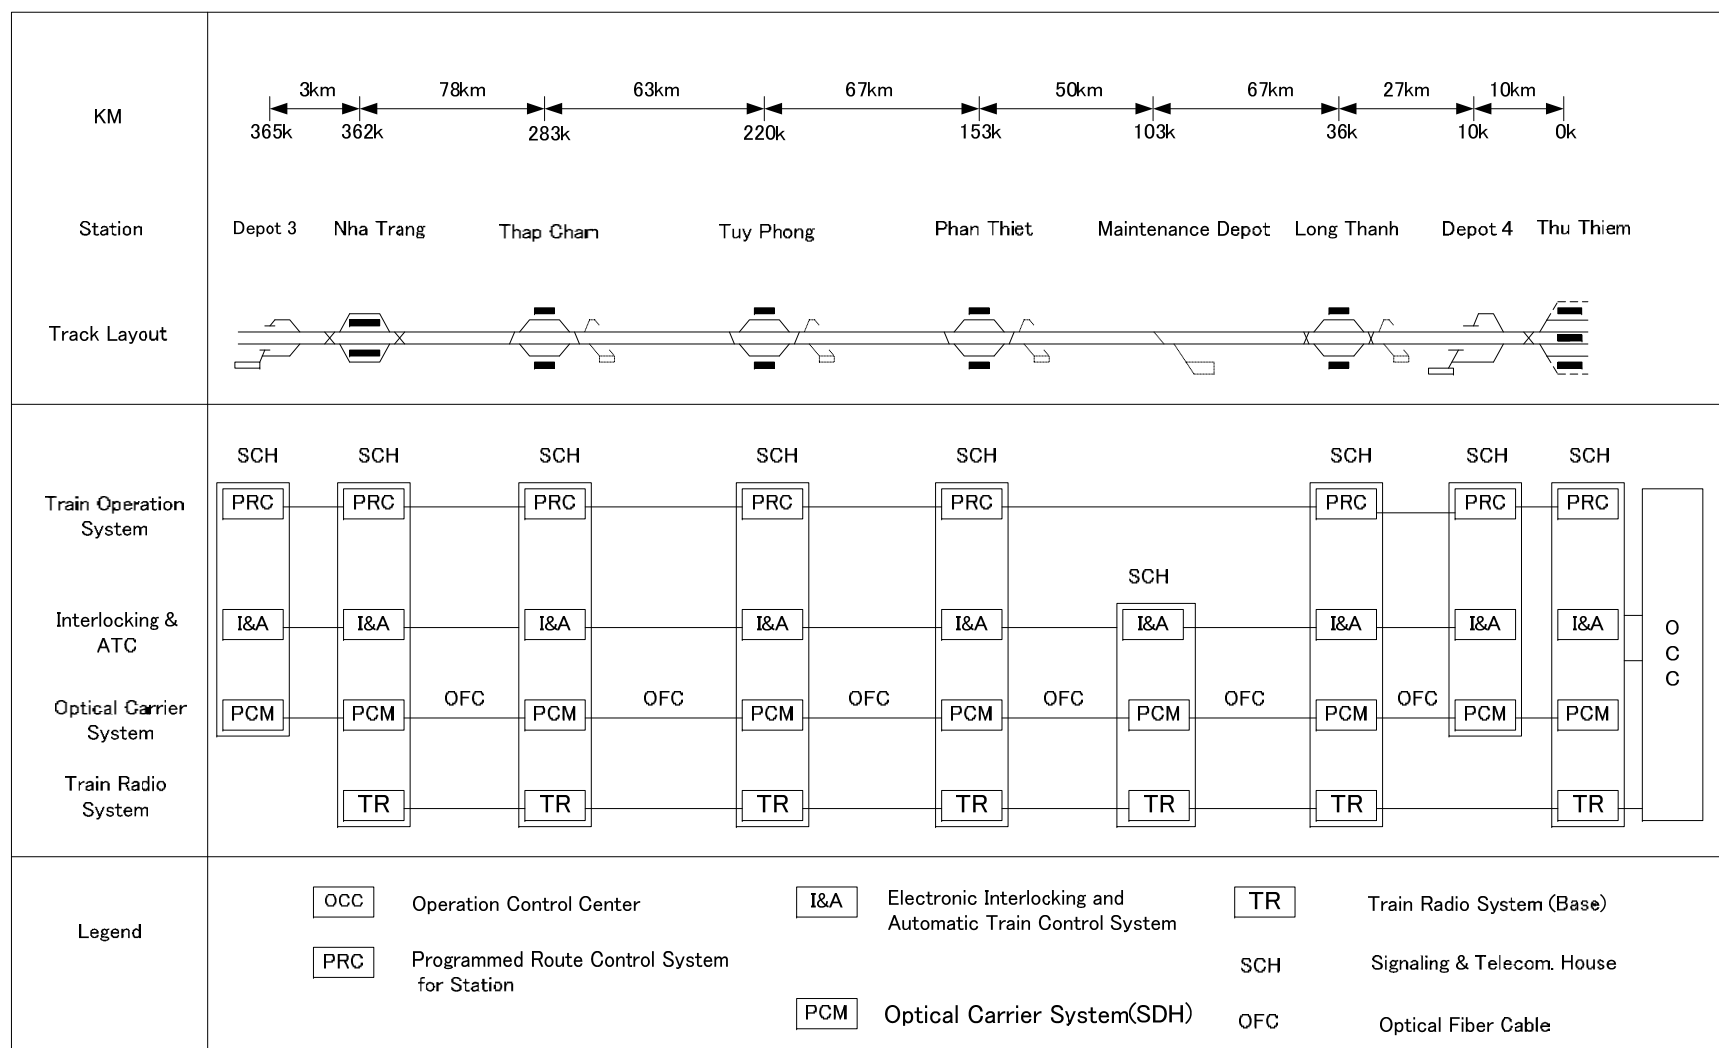 KM
3km 78km 63km 67km 50km 67km 27km 10km
365k 362k 283k 220k 153k 103k 36k 10k 0k
Station
Depot 3 Nha Trang Thap Cham Tuy Phong Phan Thiet Maintenance Depot Long Thanh Depot 4 Thu Thiem
Track Layout
SCH SCH SCH SCH SCH SCH SCH SCH
Train Operation
System
PRC PRC PRC PRC PRC PRC PRC PRC
SCH
Interlocking &
ATC
I&A I&A I&A I&A I&A I&A I&A I&A I&A
O
C
C
OFC OFC OFC OFC OFC OFC
Optical Carrier
System
PCM PCM PCM PCM PCM PCM PCM PCM PCM
Train Radio
System
TR TR TR TR TR TR TR
Legend
OCC Operation Control Center
PRC Programmed Route Control System
for Station
I&A Electronic Interlocking and
Automatic Train Control System
PCM Optical Carrier System(SDH)
TR Train Radio System (Base)
SCH Signaling & Telecom. House
OFC Optical Fiber Cable